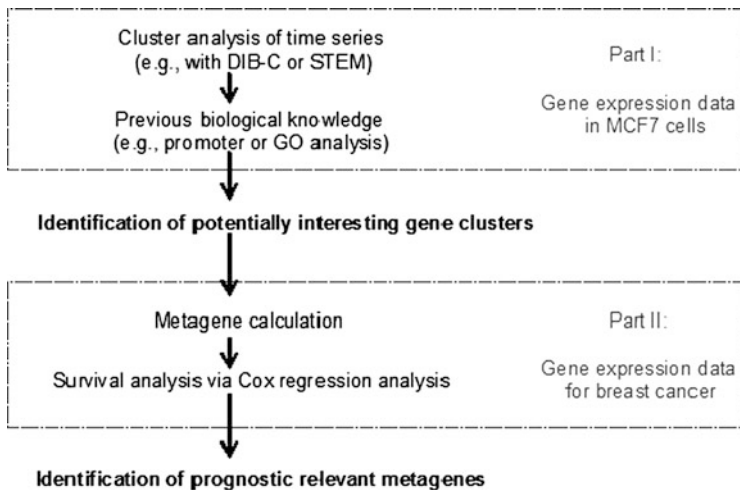 Cluster analysis of time series
(e.g., with DIB-C or STEM)
Part I:
Previous biological knowledge
(e.g., promoter or GO analysis)
Gene expression data
in MCF7 cells
Identification of potentially interesting gene clusters
Metagene calculation
Part II:
Survival analysis via Cox regression analysis
Gene expression data
for breast cancer
Identification of prognostic relevant metagenes